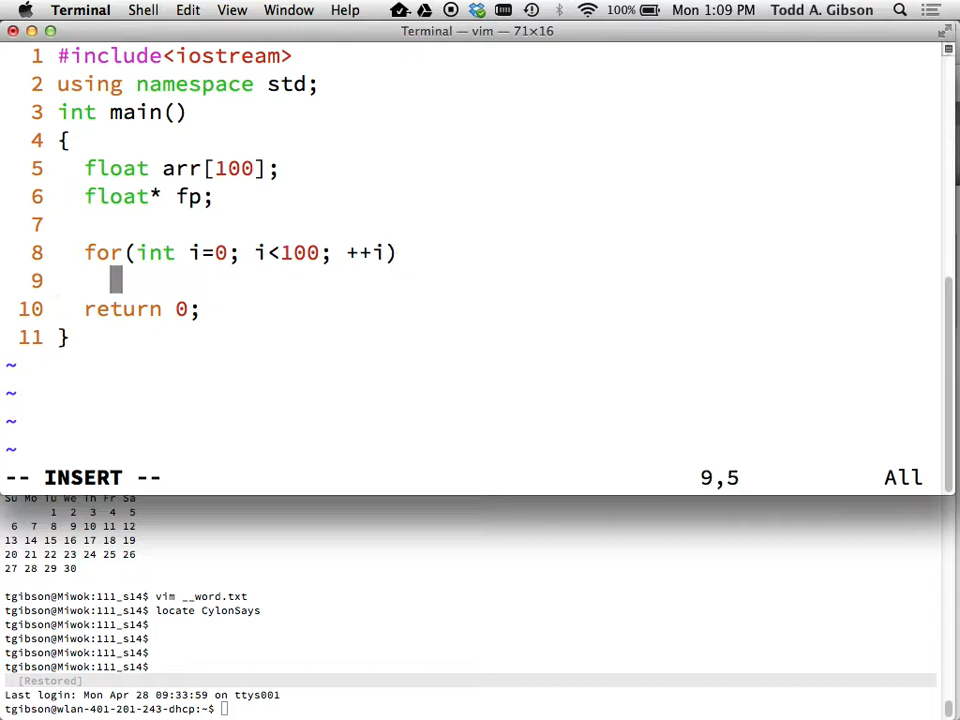 Terminal Shell Edit View Window Help 100% Mon 1:09 PM Todd A. Gibson
Terminal — vim — 71×16
1 #include<iostream>
2 using namespace std;
3 int main()
4 {
5   float arr[100];
6   float* fp;
7
8   for(int i=0; i<100; ++i)
9
10   return 0;
11 }
~
~
~
~
-- INSERT -- 9,5 All
Su Mo Tu We Th Fr Sa
1 2 3 4 5
6 7 8 9 10 11 12
13 14 15 16 17 18 19
20 21 22 23 24 25 26
27 28 29 30
tgibson@Miwok:111_s14$ vim __word.txt
tgibson@Miwok:111_s14$ locate CylonSays
tgibson@Miwok:111_s14$
tgibson@Miwok:111_s14$
tgibson@Miwok:111_s14$
tgibson@Miwok:111_s14$
[Restored]
Last login: Mon Apr 28 09:33:59 on ttys001
tgibson@wlan-401-201-243-dhcp:~$